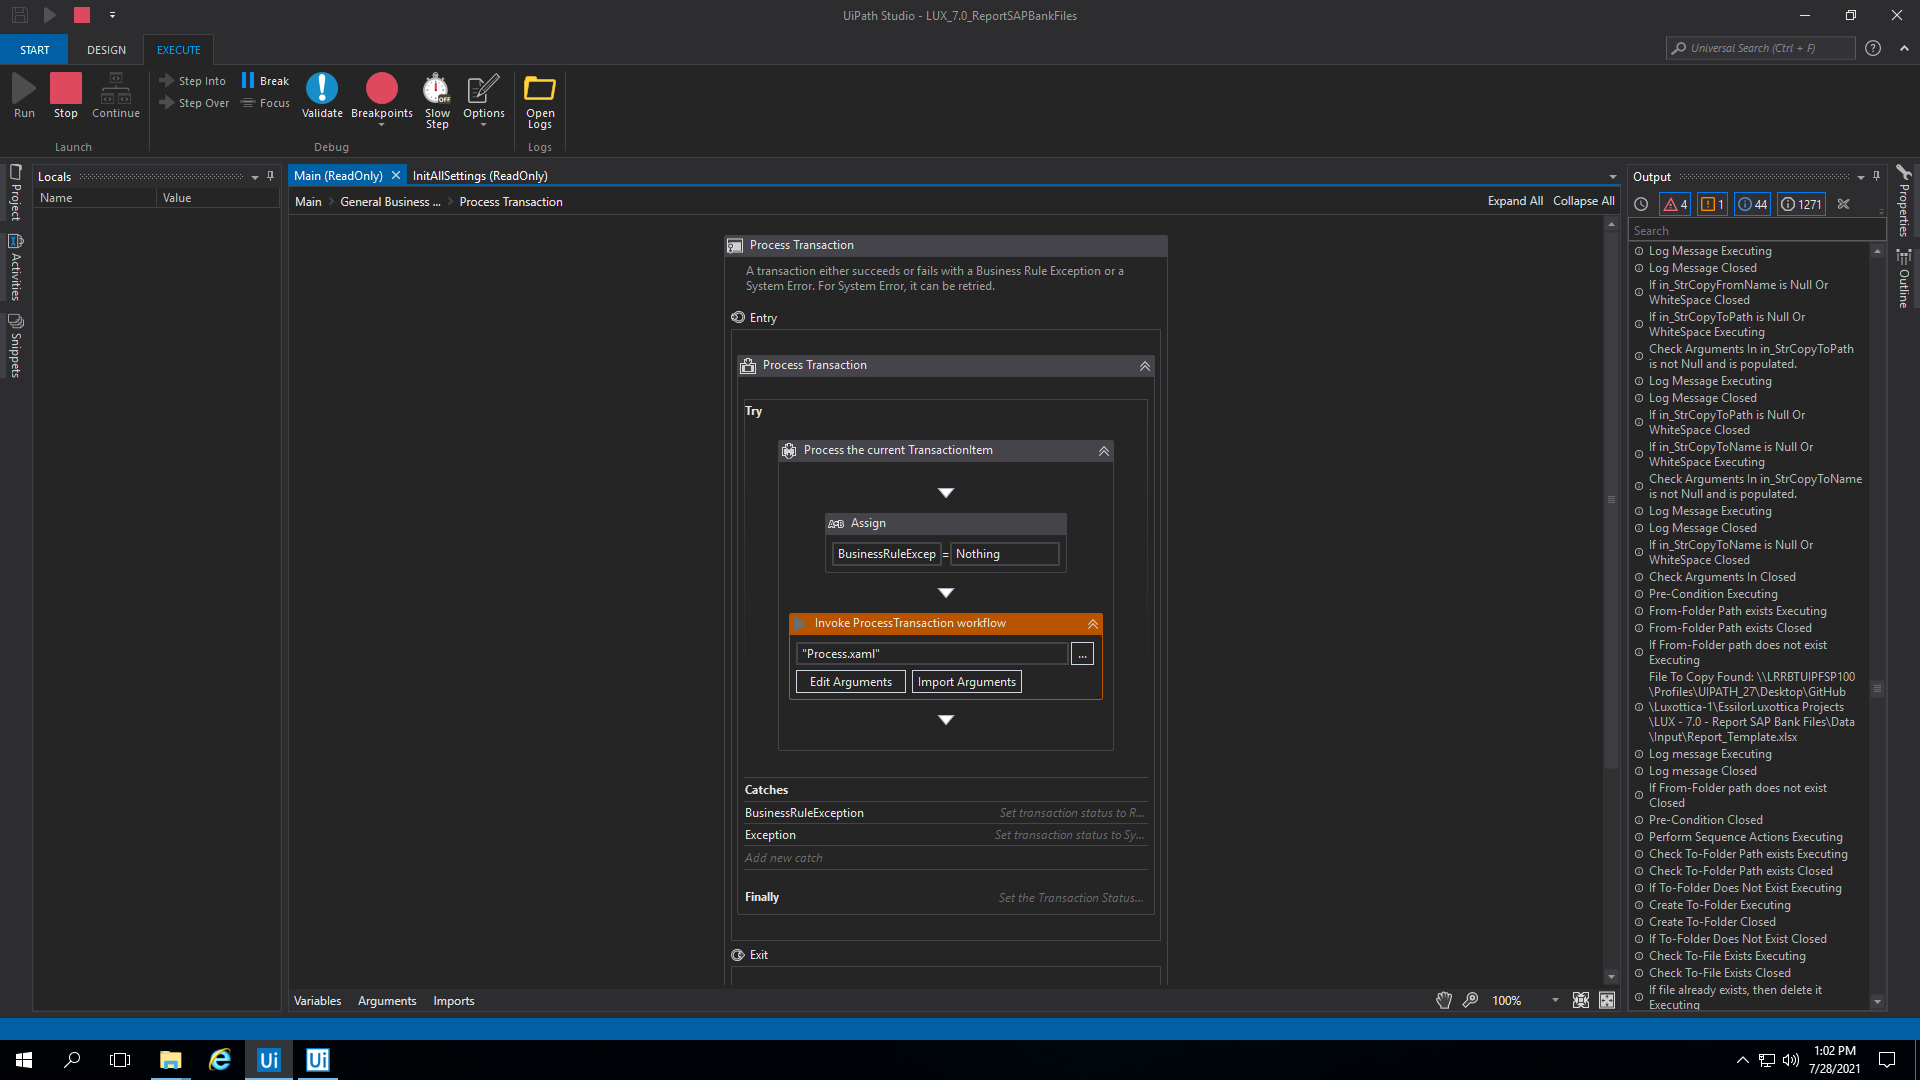 UiPath Studio - LUX_7.0_ReportSAPBankFiles
START
DESIGN
EXECUTE
Universal Search (Ctrl + F)
Run
Stop
Continue
Step Into
Step Over
Break
Focus
Validate
Breakpoints
Slow
Step
OFF
Options
Open
Logs
Launch
Debug
Logs
Project
Activities
Snippets
Locals
Name
Value
Main (ReadOnly)
InitAllSettings (ReadOnly)
Main
General Business ...
Process Transaction
Expand All
Collapse All
Process Transaction
A transaction either succeeds or fails with a Business Rule Exception or a
System Error. For System Error, it can be retried.
Entry
Process Transaction
Try
Process the current TransactionItem
A+B
Assign
BusinessRuleExcep
=
Nothing
Invoke ProcessTransaction workflow
"Process.xaml"
...
Edit Arguments
Import Arguments
Catches
BusinessRuleException
Set transaction status to R...
Exception
Set transaction status to Sy...
Add new catch
Finally
Set the Transaction Status...
Exit
Variables
Arguments
Imports
100%
Output
4
1
44
1271
Search
Log Message Executing
Log Message Closed
If in_StrCopyFromName is Null Or
WhiteSpace Closed
If in_StrCopyToPath is Null Or
WhiteSpace Executing
Check Arguments In in_StrCopyToPath
is not Null and is populated.
Log Message Executing
Log Message Closed
If in_StrCopyToPath is Null Or
WhiteSpace Closed
If in_StrCopyToName is Null Or
WhiteSpace Executing
Check Arguments In in_StrCopyToName
is not Null and is populated.
Log Message Executing
Log Message Closed
If in_StrCopyToName is Null Or
WhiteSpace Closed
Check Arguments In Closed
Pre-Condition Executing
From-Folder Path exists Executing
From-Folder Path exists Closed
If From-Folder path does not exist
Executing
File To Copy Found: \\LRRBTUIPFSP100
\Profiles\UIPATH_27\Desktop\GitHub
\Luxottica-1\EssilorLuxottica Projects
\LUX - 7.0 - Report SAP Bank Files\Data
\Input\Report_Template.xlsx
Log message Executing
Log message Closed
If From-Folder path does not exist
Closed
Pre-Condition Closed
Perform Sequence Actions Executing
Check To-Folder Path exists Executing
Check To-Folder Path exists Closed
If To-Folder Does Not Exist Executing
Create To-Folder Executing
Create To-Folder Closed
If To-Folder Does Not Exist Closed
Check To-File Exists Executing
Check To-File Exists Closed
If file already exists, then delete it
Executing
Properties
Outline
Ui
Ui
1:02 PM
7/28/2021